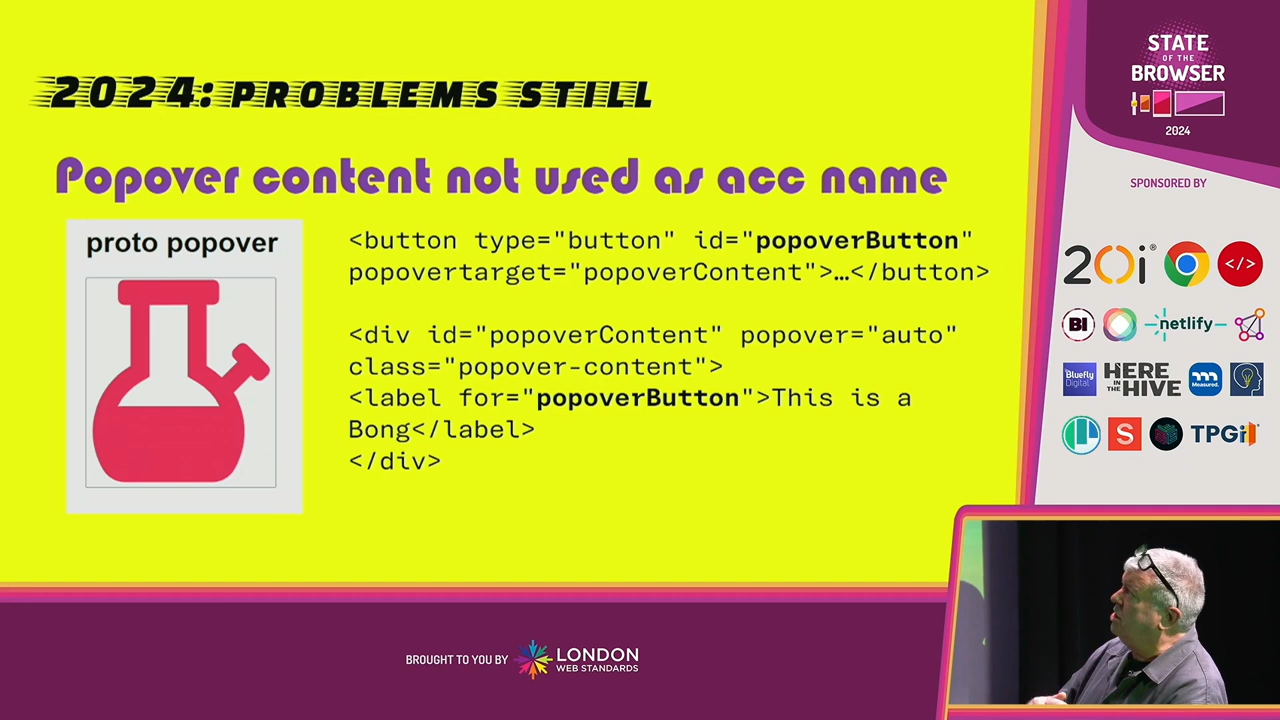 2024: PROBLEMS STILL
Popover content not used as acc name
proto popover
<button type="button" id="popoverButton"
popovertarget="popoverContent">…</button>
<div id="popoverContent" popover="auto"
class="popover-content">
<label for="popoverButton">This is a
Bong</label>
</div>
STATE
OF THE
BROWSER
2024
SPONSORED BY
20i®
</>
BI
netlify
Bluefly
Digital
HERE
IN THE
HIVE
Measured.
S
TPGi
BROUGHT TO YOU BY
LONDON
WEB STANDARDS